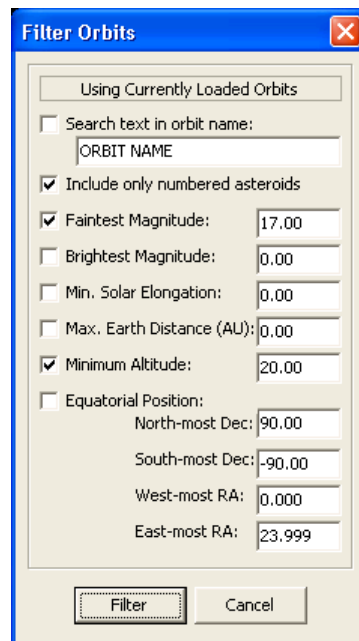 Filter Orbits
Using Currently Loaded Orbits
Search text in orbit name:
ORBIT NAME
Include only numbered asteroids
Faintest Magnitude: 17.00
Brightest Magnitude: 0.00
Min. Solar Elongation: 0.00
Max. Earth Distance (AU): 0.00
Minimum Altitude: 20.00
Equatorial Position:
North-most Dec: 90.00
South-most Dec: -90.00
West-most RA: 0.000
East-most RA: 23.999
Filter Cancel